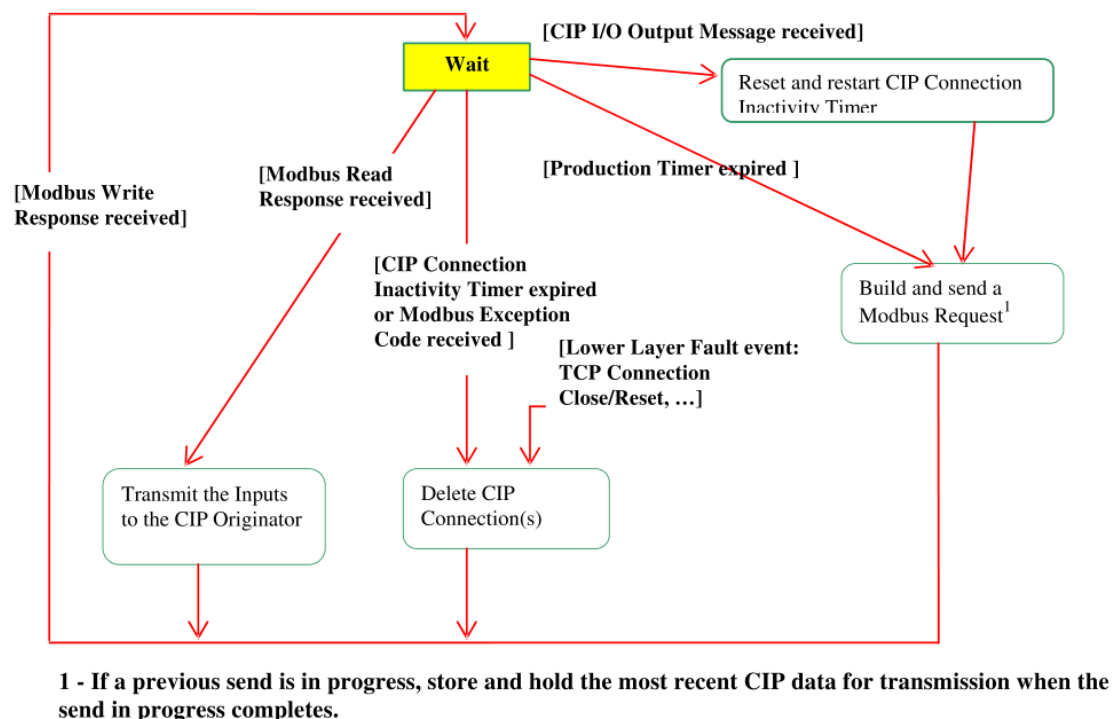 [CIP I/O Output Message received]
Wait
Reset and restart CIP Connection
Inactivity Timer
[Production Timer expired ]
[Modbus Read
Response received]
[Modbus Write
Response received]
[CIP Connection
Inactivity Timer expired
or Modbus Exception
Code received ]
Build and send a
Modbus Request1
[Lower Layer Fault event:
TCP Connection
Close/Reset, …]
Transmit the Inputs
to the CIP Originator
Delete CIP
Connection(s)
1 - If a previous send is in progress, store and hold the most recent CIP data for transmission when the
send in progress completes.